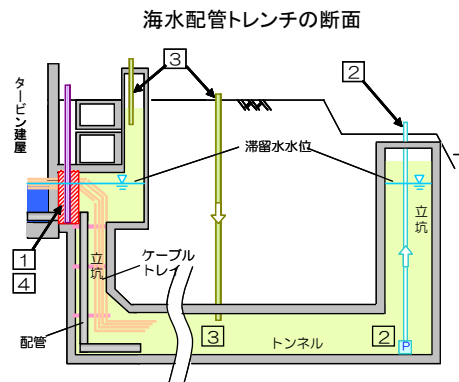 海水配管トレンチの断面
タービン建屋
3
2
滞留水水位
立坑
立坑
1
4
ケーブル
トレイ
配管
3
2
トンネル
P